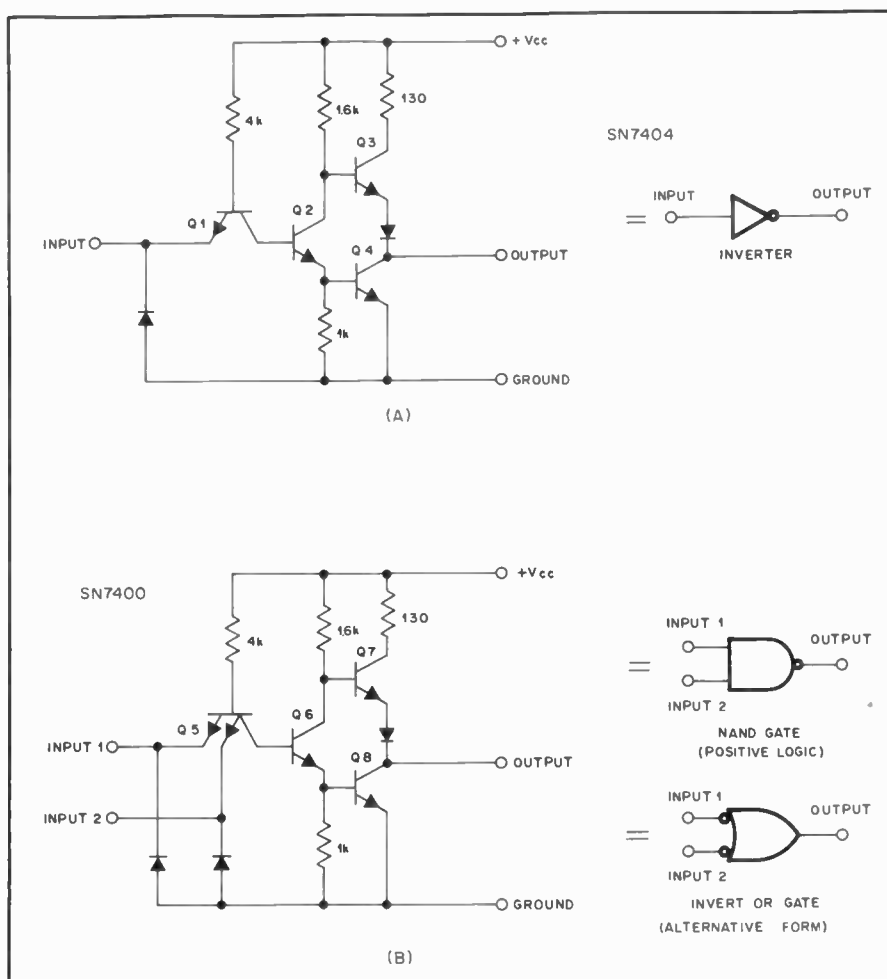 +Vcc
4k
1.6k
130
Q3
Q1
Q2
INPUT
Q4
OUTPUT
1k
GROUND
(A)
SN7404
=
INPUT
OUTPUT
INVERTER
SN7400
+Vcc
4k
1.6k
130
Q7
Q5
Q6
INPUT 1
Q8
OUTPUT
INPUT 2
1k
GROUND
(B)
INPUT 1
OUTPUT
=
INPUT 2
NAND GATE
(POSITIVE LOGIC)
INPUT 1
OUTPUT
=
INPUT 2
INVERT OR GATE
(ALTERNATIVE FORM)